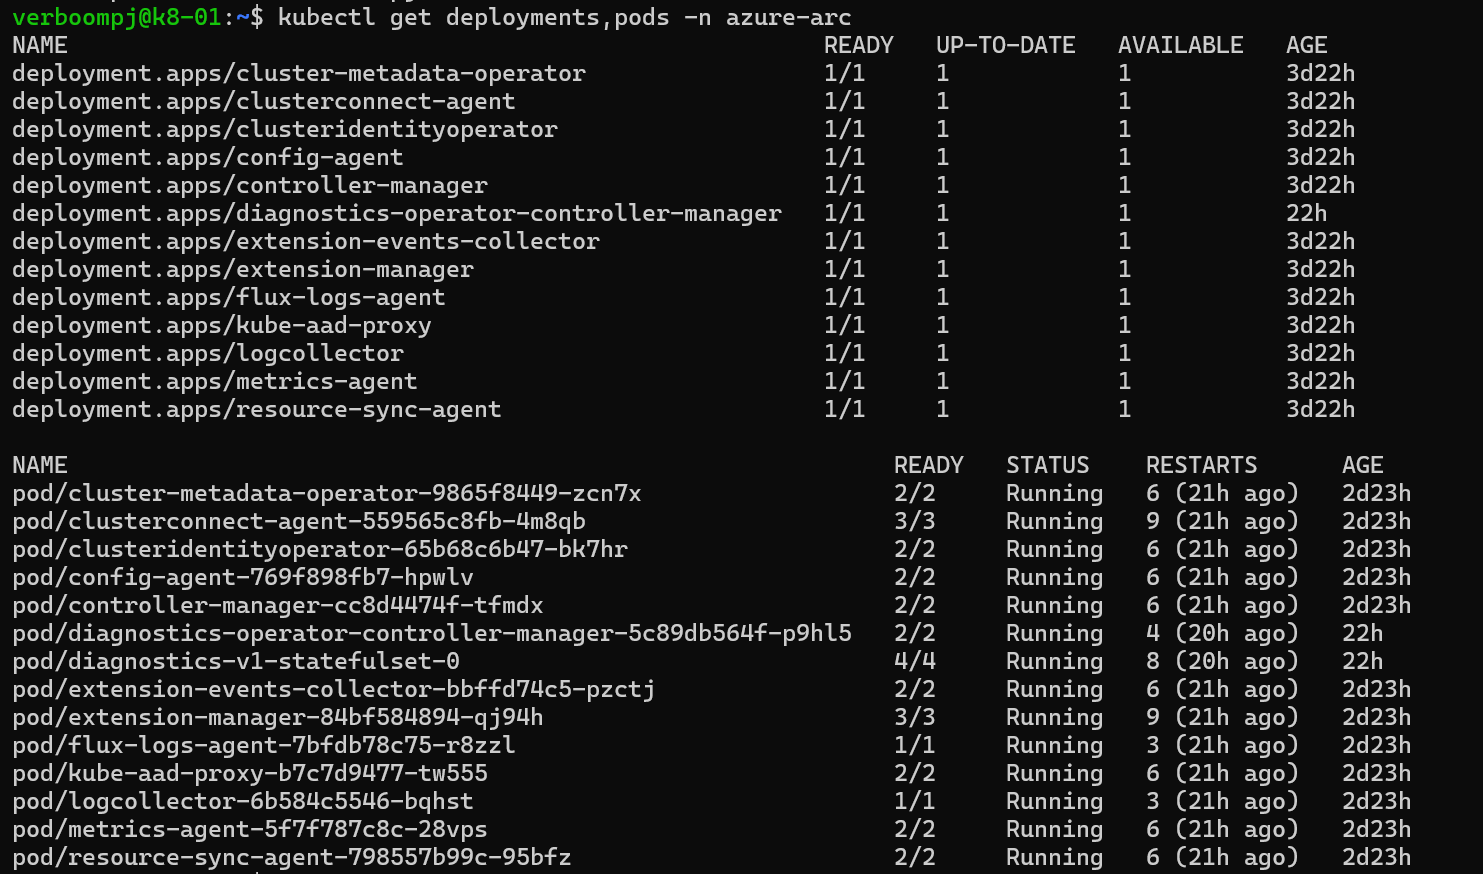 verboompj@k8-01:~$ kubectl get deployments,pods -n azure-arc
NAME READY UP-TO-DATE AVAILABLE AGE
deployment.apps/cluster-metadata-operator 1/1 1 1 3d22h
deployment.apps/clusterconnect-agent 1/1 1 1 3d22h
deployment.apps/clusteridentityoperator 1/1 1 1 3d22h
deployment.apps/config-agent 1/1 1 1 3d22h
deployment.apps/controller-manager 1/1 1 1 3d22h
deployment.apps/diagnostics-operator-controller-manager 1/1 1 1 22h
deployment.apps/extension-events-collector 1/1 1 1 3d22h
deployment.apps/extension-manager 1/1 1 1 3d22h
deployment.apps/flux-logs-agent 1/1 1 1 3d22h
deployment.apps/kube-aad-proxy 1/1 1 1 3d22h
deployment.apps/logcollector 1/1 1 1 3d22h
deployment.apps/metrics-agent 1/1 1 1 3d22h
deployment.apps/resource-sync-agent 1/1 1 1 3d22h
NAME READY STATUS RESTARTS AGE
pod/cluster-metadata-operator-9865f8449-zcn7x 2/2 Running 6 (21h ago) 2d23h
pod/clusterconnect-agent-559565c8fb-4m8qb 3/3 Running 9 (21h ago) 2d23h
pod/clusteridentityoperator-65b68c6b47-bk7hr 2/2 Running 6 (21h ago) 2d23h
pod/config-agent-769f898fb7-hpwlv 2/2 Running 6 (21h ago) 2d23h
pod/controller-manager-cc8d4474f-tfmdx 2/2 Running 6 (21h ago) 2d23h
pod/diagnostics-operator-controller-manager-5c89db564f-p9hl5 2/2 Running 4 (20h ago) 22h
pod/diagnostics-v1-statefulset-0 4/4 Running 8 (20h ago) 22h
pod/extension-events-collector-bbffd74c5-pzctj 2/2 Running 6 (21h ago) 2d23h
pod/extension-manager-84bf584894-qj94h 3/3 Running 9 (21h ago) 2d23h
pod/flux-logs-agent-7bfdb78c75-r8zzl 1/1 Running 3 (21h ago) 2d23h
pod/kube-aad-proxy-b7c7d9477-tw555 2/2 Running 6 (21h ago) 2d23h
pod/logcollector-6b584c5546-bqhst 1/1 Running 3 (21h ago) 2d23h
pod/metrics-agent-5f7f787c8c-28vps 2/2 Running 6 (21h ago) 2d23h
pod/resource-sync-agent-798557b99c-95bfz 2/2 Running 6 (21h ago) 2d23h